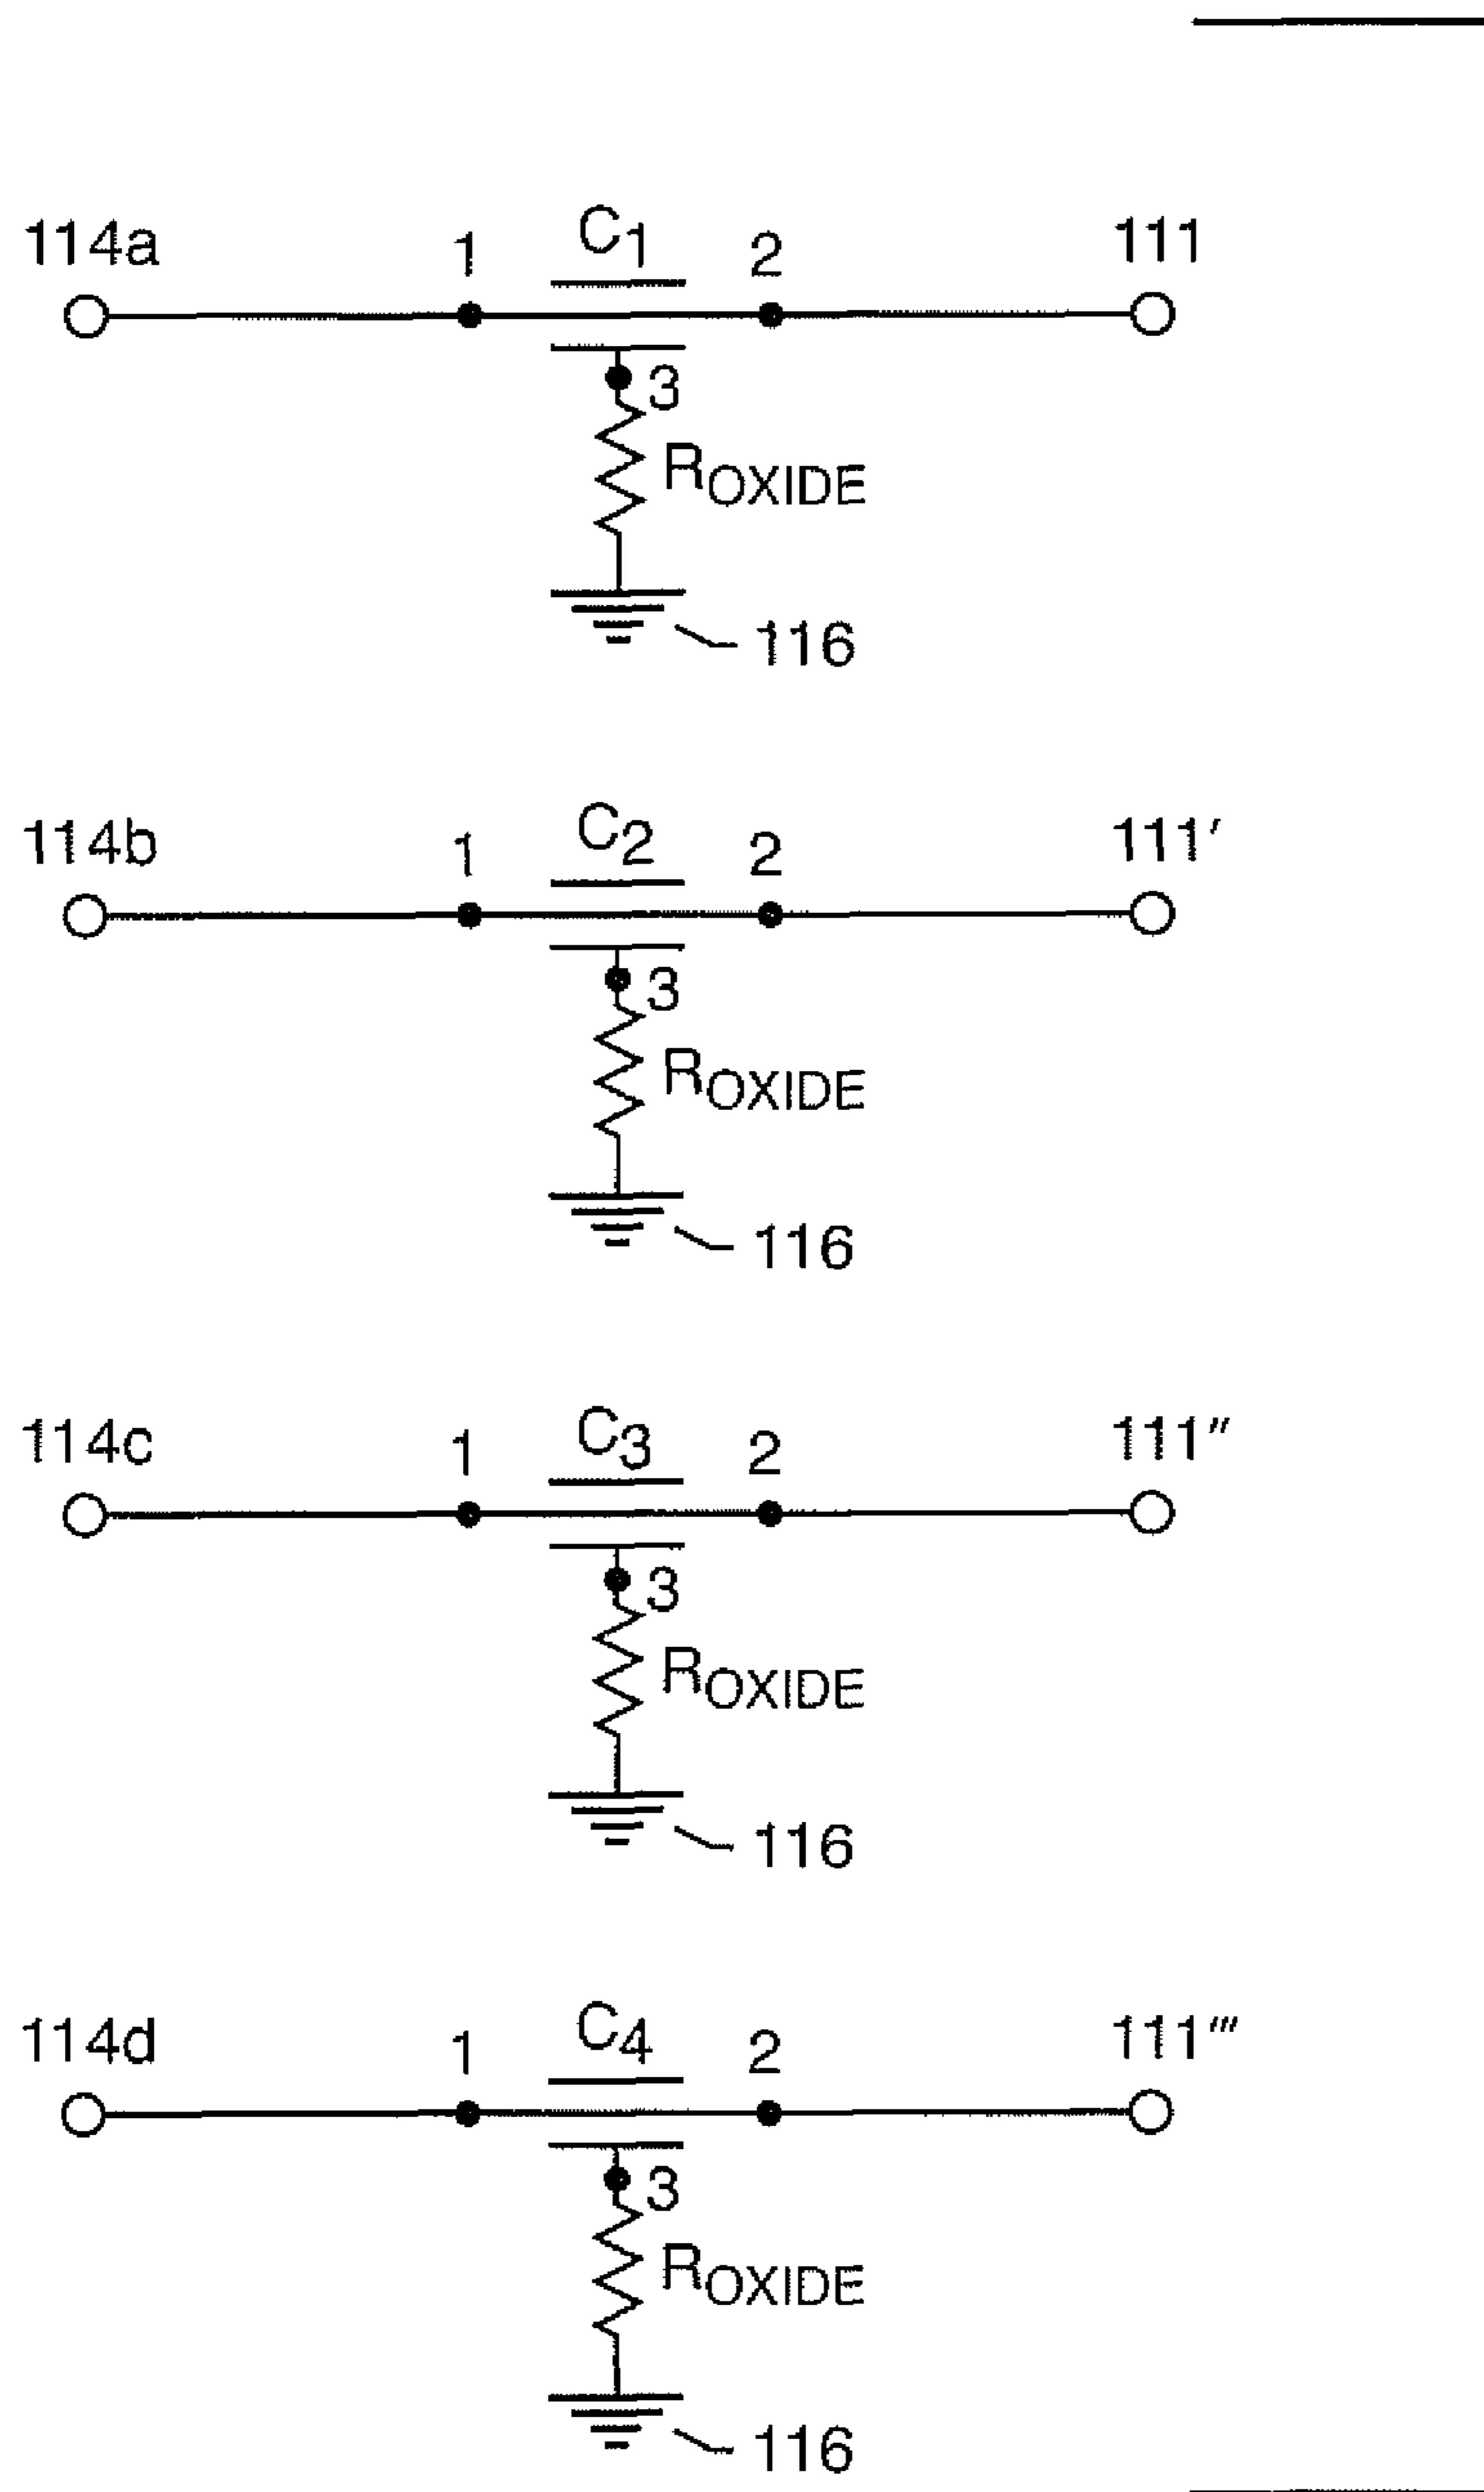 114a 1 C1 2 111
3
ROXIDE
116
114b 1 C2 2 111′
3
ROXIDE
116
114c 1 C3 2 111″
3
ROXIDE
116
114d 1 C4 2 111‴
3
ROXIDE
116